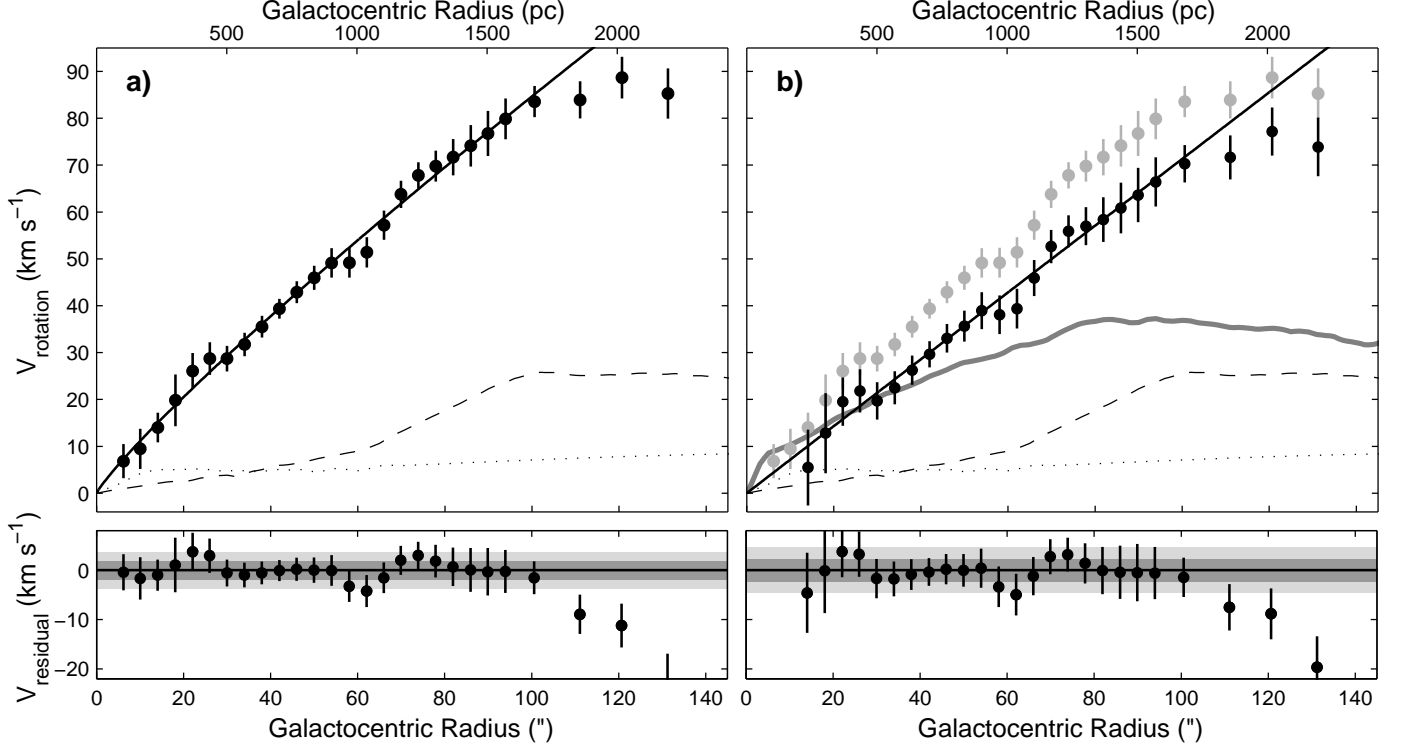 Galactocentric Radius (pc)
Galactocentric Radius (pc)
500 1000 1500 2000
500 1000 1500 2000
a)
b)
90
80
70
60
50
40
30
20
10
0
V_rotation (km s^−1)
0
−10
−20
V_residual (km s^−1)
0 20 40 60 80 100 120 140
0 20 40 60 80 100 120 140
Galactocentric Radius (")
Galactocentric Radius (")